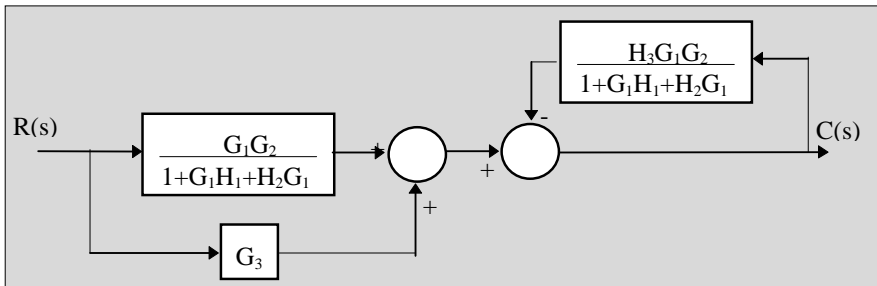 H₃G₁G₂
1+G₁H₁+H₂G₁
-
R(s)
C(s)
G₁G₂
1+G₁H₁+H₂G₁
+
+
+
G₃